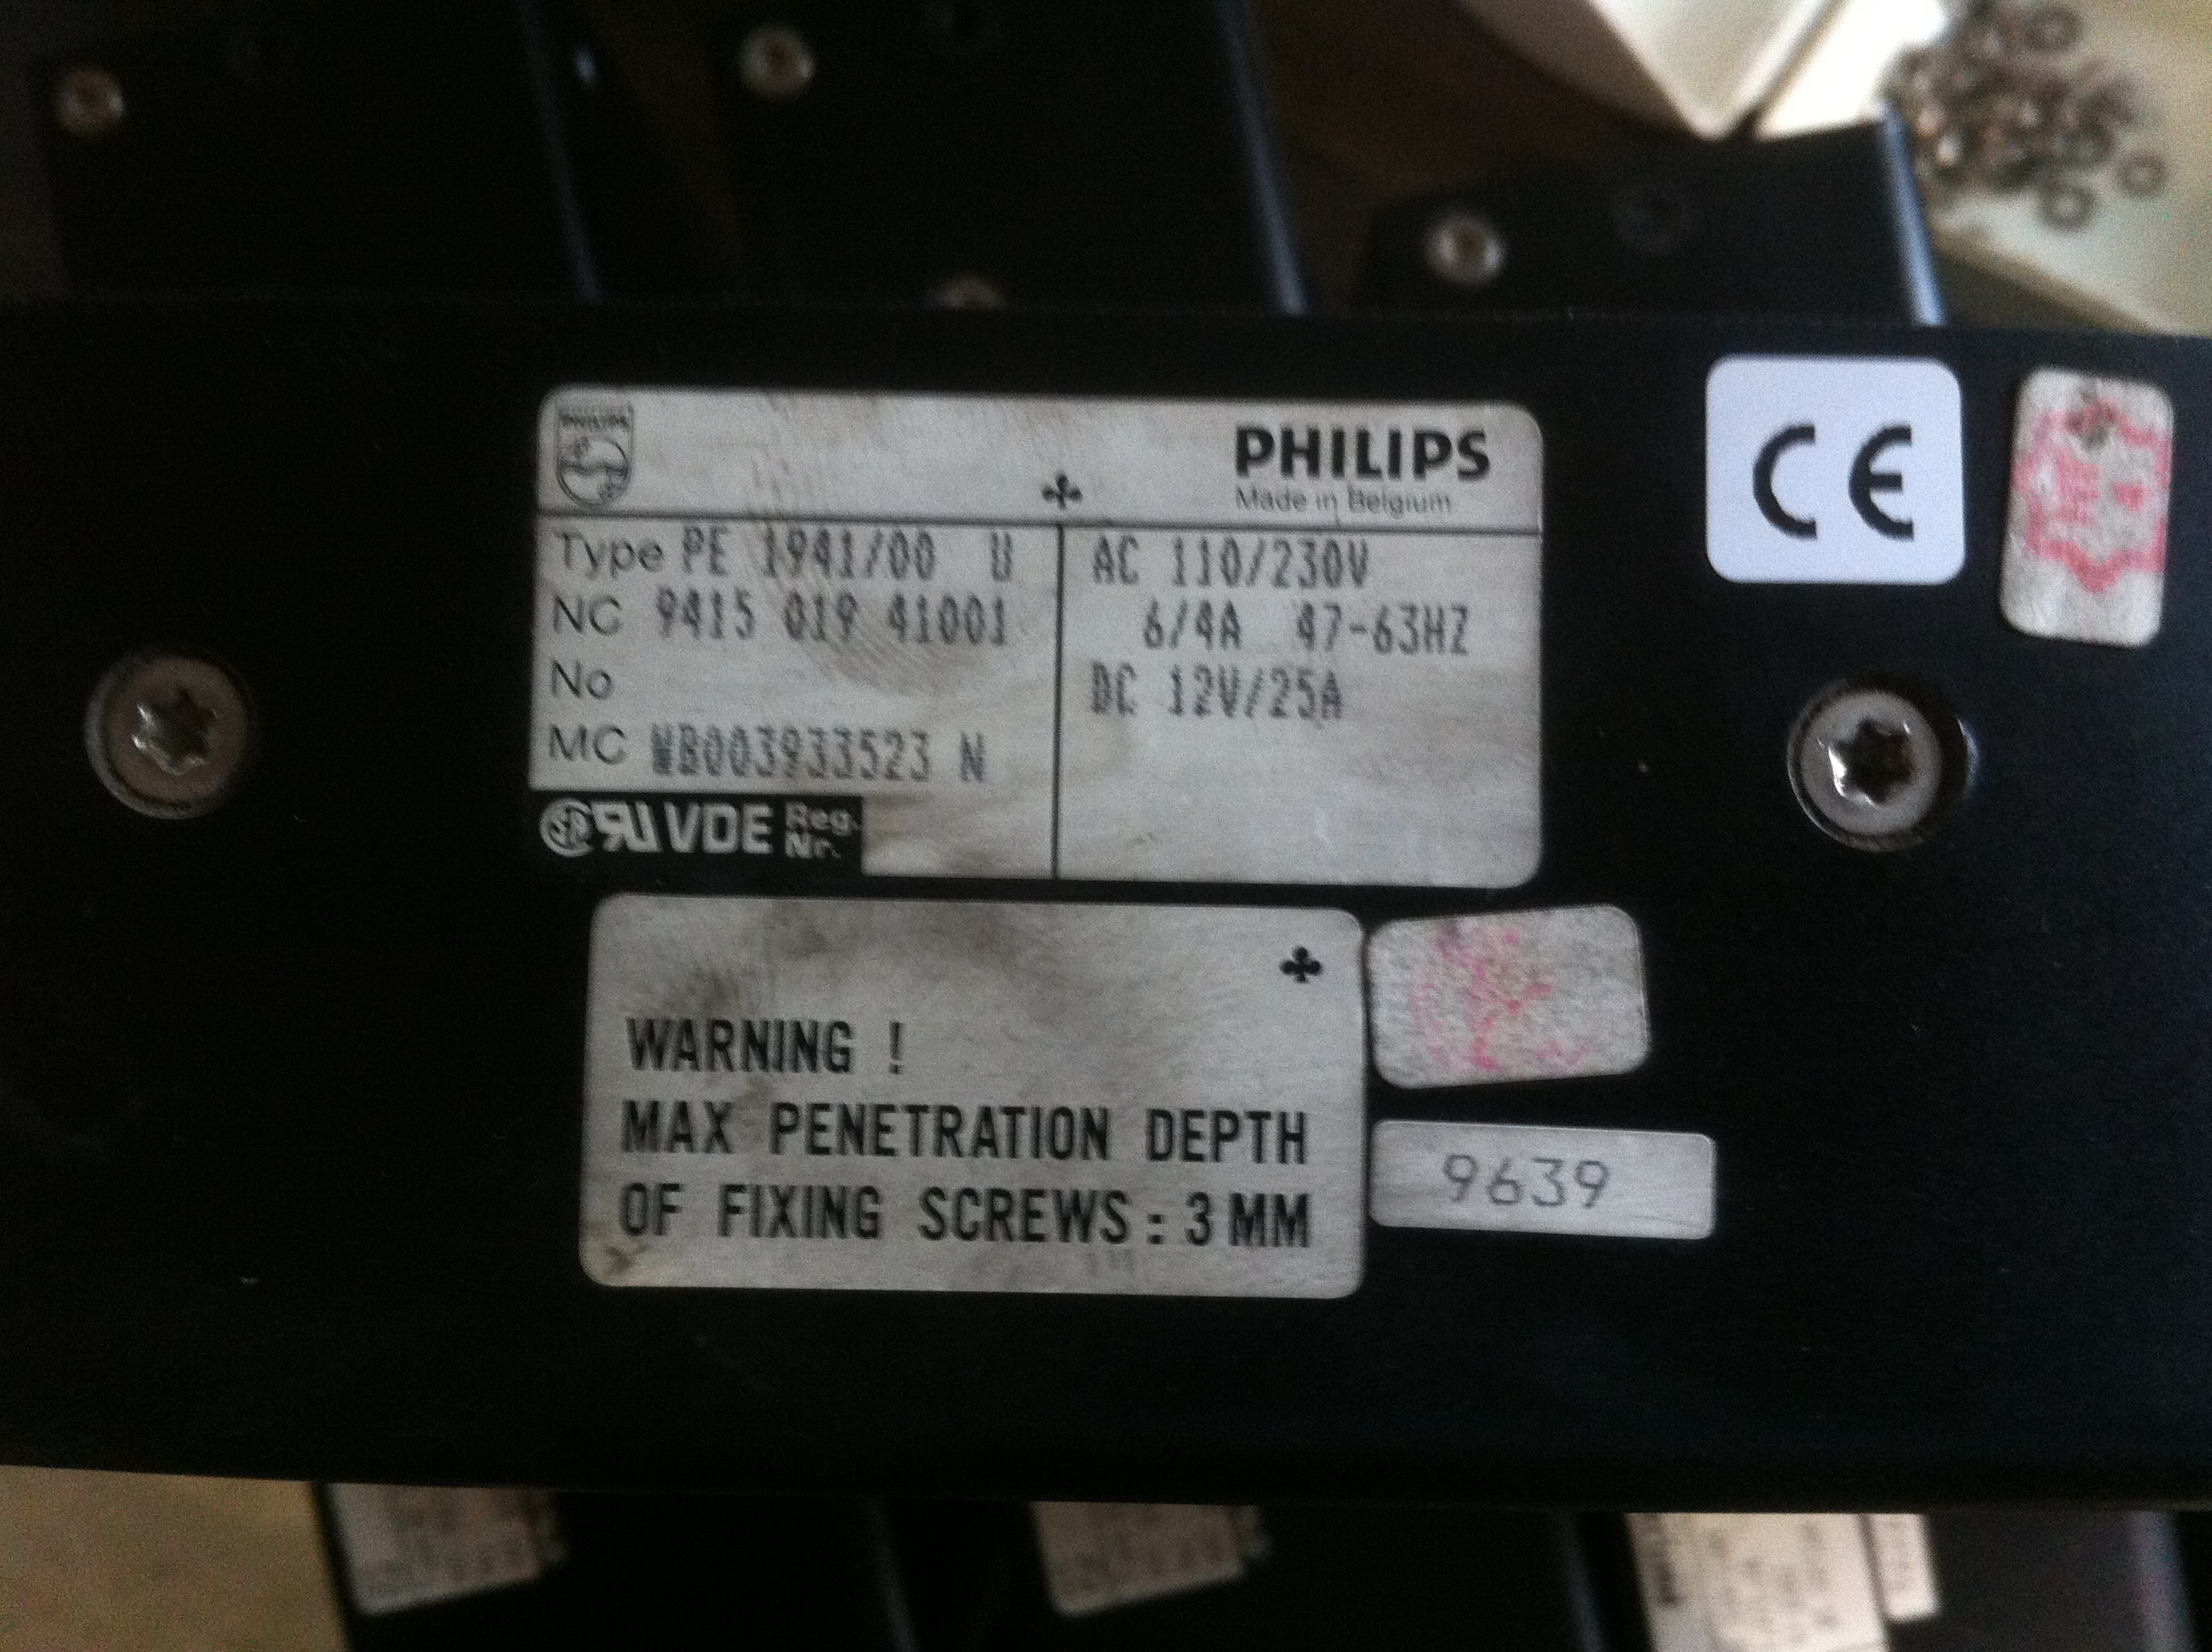 PHILIPS
PHILIPS
Made in Belgium
Type PE 1941/00 U
NC 9415 019 41001
No
MC WB003933523 N
AC 110/230V
6/4A 47-63HZ
DC 12V/25A
VDE Reg.
Nr.
CE
WARNING !
MAX PENETRATION DEPTH
OF FIXING SCREWS : 3 MM
9639